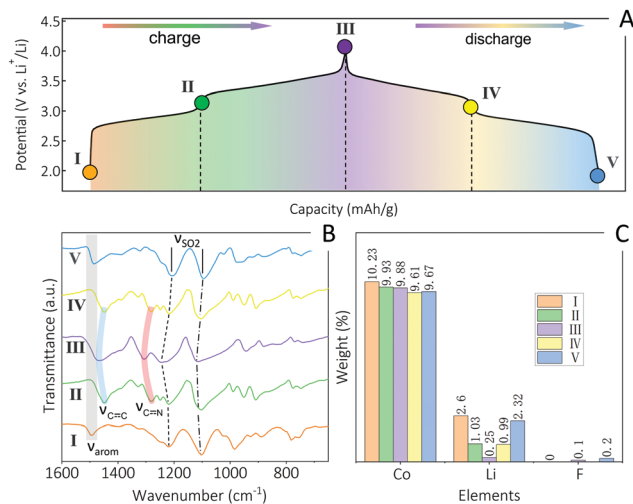 A
charge
III
discharge
II
IV
I
V
Potential (V vs. Li⁺/Li)
4.5
4.0
3.5
3.0
2.5
2.0
Capacity (mAh/g)
B
νSO2
V
IV
III
II
I
νC=C
νC=N
νarom
Transmittance (a.u.)
1600 1400 1200 1000 800
Wavenumber (cm⁻¹)
C
10.23
9.93
9.88
9.61
9.67
2.6
1.03
0.25
0.99
2.32
0
0.1
0.2
I
II
III
IV
V
Weight (%)
Co Li F
Elements